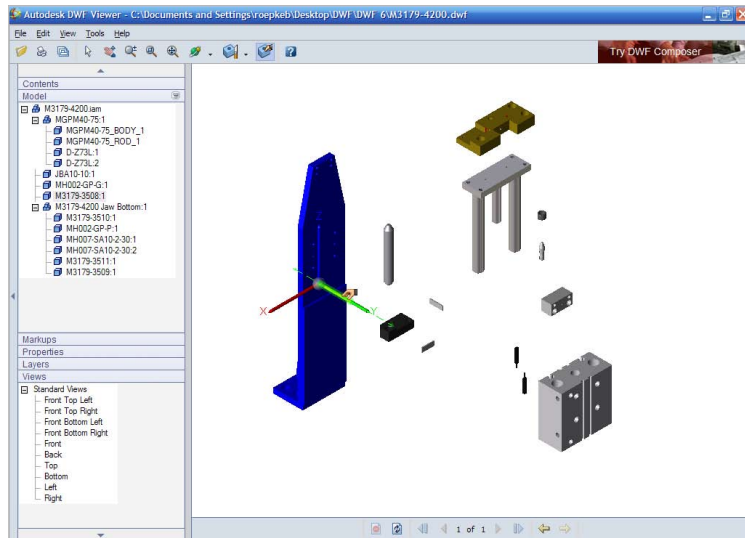 Autodesk DWF Viewer - C:\Documents and Settings\roepkeb\Desktop\DWF\DWF 6\M3179-4200.dwf
File Edit View Tools Help
Try DWF Composer
Contents
Model
M3179-4200.iam
MGPM40-75:1
MGPM40-75_BODY_1
MGPM40-75_ROD_1
D-Z73L:1
D-Z73L:2
JBA10-10:1
MH002-GP-G:1
M3179-3508:1
M3179-4200 Jaw Bottom:1
M3179-3510:1
MH002-GP-P:1
MH007-SA10-2-30:1
MH007-SA10-2-30:2
M3179-3511:1
M3179-3509:1
X
Y
Markups
Properties
Layers
Views
Standard Views
Front Top Left
Front Top Right
Front Bottom Left
Front Bottom Right
Front
Back
Top
Bottom
Left
Right
1 of 1